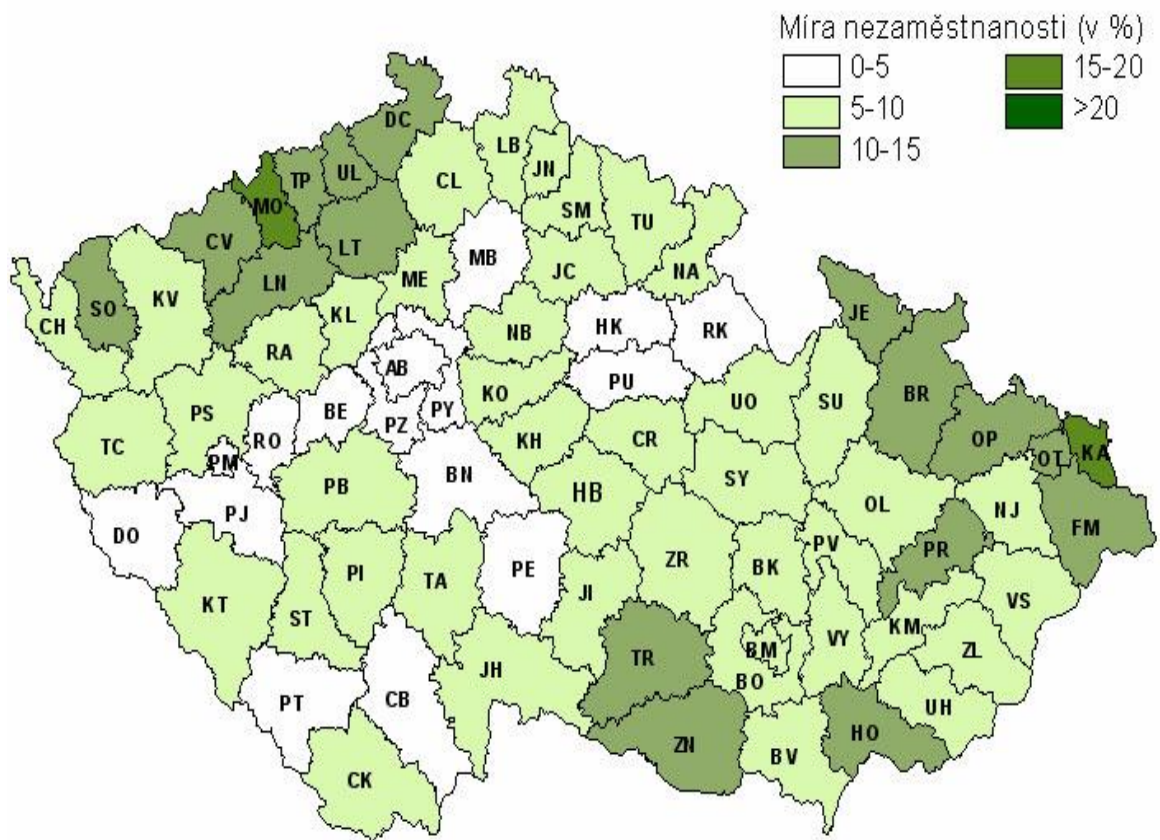 Míra nezaměstnanosti (v %)
0-5
15-20
5-10
>20
10-15
DC
LB
JN
UL
TP
CL
MO
SM
TU
CV
LT
MB
JC
NA
ME
LN
SO
KV
KL
CH
NB
HK
RK
JE
RA
AB
PU
BR
KO
PS
BE
PY
UO
SU
RO
PZ
TC
KH
CR
OP
OT
KA
PM
BN
PB
HB
SY
OL
NJ
PJ
DO
FM
PV
PR
PE
ZR
BK
PI
TA
JI
KT
ST
VS
KM
VY
ZL
BM
TR
JH
BO
PT
CB
UH
HO
ZN
BV
CK